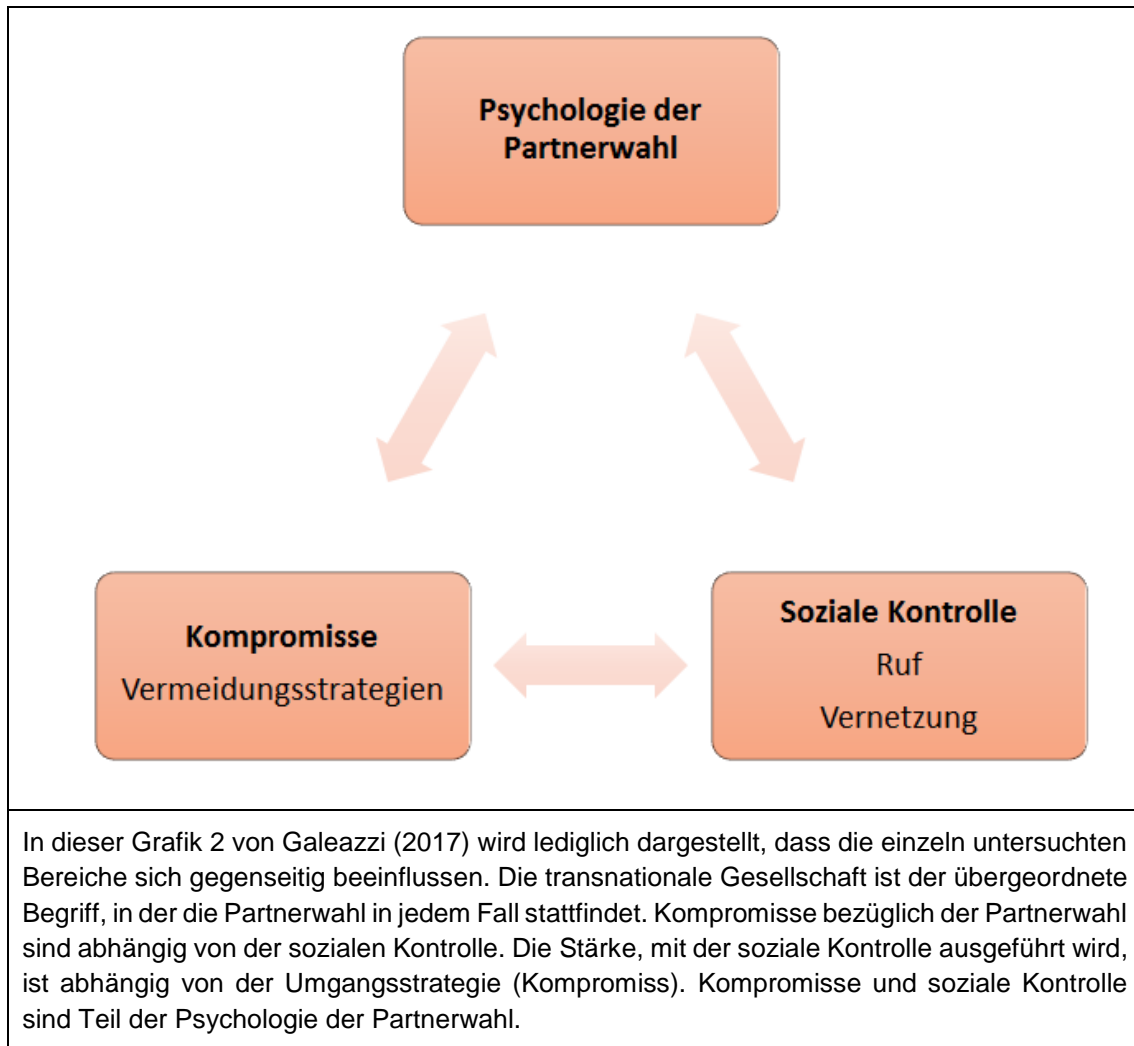 Psychologie der
Partnerwahl
Kompromisse
Vermeidungsstrategien
Soziale Kontrolle
Ruf
Vernetzung
In dieser Grafik 2 von Galeazzi (2017) wird lediglich dargestellt, dass die einzeln untersuchten
Bereiche sich gegenseitig beeinflussen. Die transnationale Gesellschaft ist der übergeordnete
Begriff, in der die Partnerwahl in jedem Fall stattfindet. Kompromisse bezüglich der Partnerwahl
sind abhängig von der sozialen Kontrolle. Die Stärke, mit der soziale Kontrolle ausgeführt wird,
ist abhängig von der Umgangsstrategie (Kompromiss). Kompromisse und soziale Kontrolle
sind Teil der Psychologie der Partnerwahl.